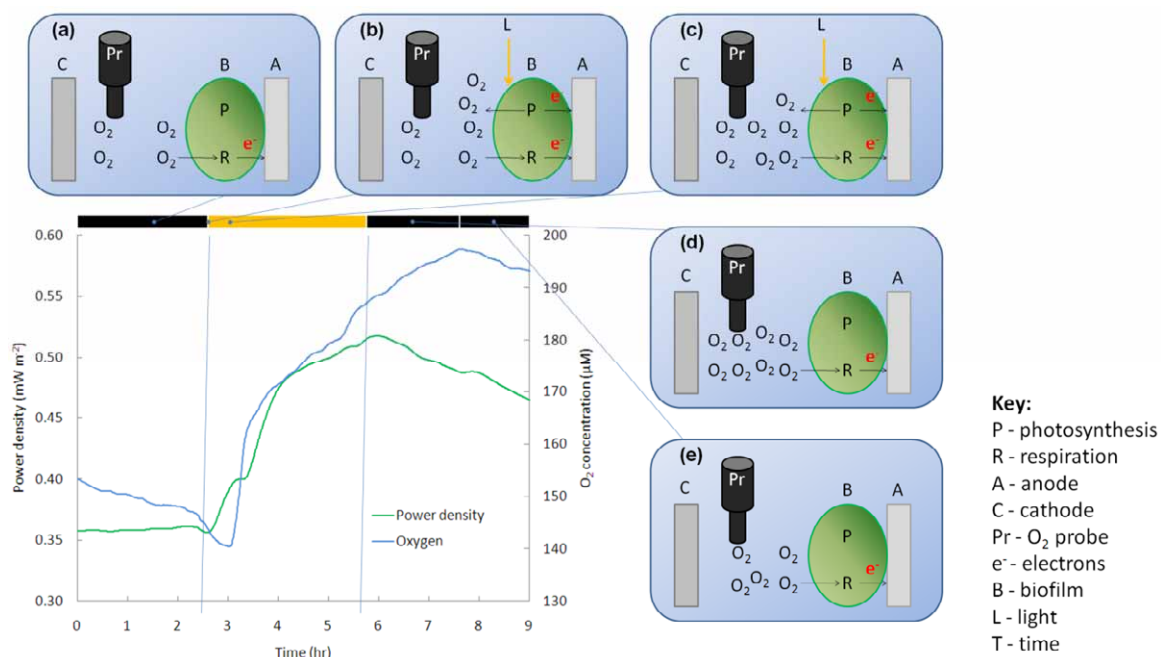 (a)
Pr
C
B
A
P
O₂ O₂
e⁻
O₂ O₂ R
(b)
L
Pr
C
B
A
O₂
e⁻
O₂ P
O₂ O₂
e⁻
O₂ O₂ R
(c)
L
Pr
C
B
A
e⁻
O₂ P
O₂ O₂ O₂
e⁻
O₂ O₂ O₂ R
0.60
0.55
0.50
0.45
0.40
0.35
0.30
Power density (mW m⁻²)
200
190
180
170
160
150
140
130
O₂ concentration (µM)
Power density
Oxygen
0 1 2 3 4 5 6 7 8 9
Time (hr)
(d)
Pr
C
B
A
P
O₂ O₂ O₂ O₂
e⁻
O₂ O₂ O₂ O₂ R
(e)
Pr
C
B
A
P
O₂ O₂
e⁻
O₂ O₂ O₂ R
Key:
P - photosynthesis
R - respiration
A - anode
C - cathode
Pr - O₂ probe
e⁻ - electrons
B - biofilm
L - light
T - time